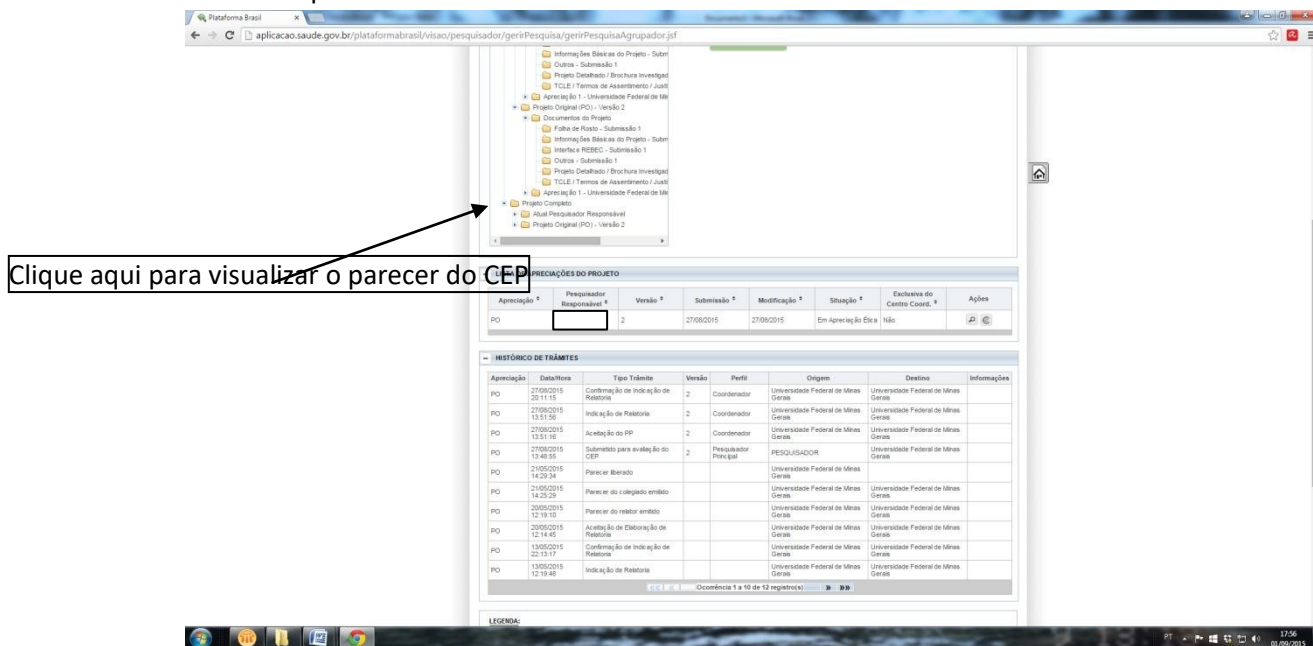 Plataforma Brasil
aplicacao.saude.gov.br/plataformabrasil/visao/pesquisador/gerirPesquisa/gerirPesquisaAgrupador.jsf
Informações Básicas do Projeto - Subm
Outros - Submissão 1
Projeto Detalhado / Brochura Investigad
TCLE / Termos de Assentimento / Justi
Apreciação 1 - Universidade Federal de Min
Projeto Original (PO) - Versão 2
Documentos do Projeto
Folha de Rosto - Submissão 1
Informações Básicas do Projeto - Subm
Interface REBEC - Submissão 1
Outros - Submissão 1
Projeto Detalhado / Brochura Investigad
TCLE / Termos de Assentimento / Justi
Apreciação 1 - Universidade Federal de Min
Projeto Completo
Atual Pesquisador Responsável
Projeto Original (PO) - Versão 2
Clique aqui para visualizar o parecer do CEP
LISTA DE APRECIAÇÕES DO PROJETO
Apreciação Pesquisador Responsável Versão Submissão Modificação Situação Exclusiva do Centro Coord. Ações
PO 2 27/08/2015 27/08/2015 Em Apreciação Ética Não
HISTÓRICO DE TRÂMITES
Apreciação Data/Hora Tipo Trâmite Versão Perfil Origem Destino Informações
PO 27/08/2015 20:11:15 Confirmação de Indicação de Relatoria 2 Coordenador Universidade Federal de Minas Gerais Universidade Federal de Minas Gerais
PO 27/08/2015 13:51:56 Indicação de Relatoria 2 Coordenador Universidade Federal de Minas Gerais Universidade Federal de Minas Gerais
PO 27/08/2015 13:51:16 Aceitação do PP 2 Coordenador Universidade Federal de Minas Gerais Universidade Federal de Minas Gerais
PO 27/08/2015 13:48:55 Submetido para avaliação do CEP 2 Pesquisador Principal PESQUISADOR Universidade Federal de Minas Gerais
PO 21/05/2015 14:29:34 Parecer liberado Universidade Federal de Minas Gerais
PO 21/05/2015 14:25:29 Parecer do colegiado emitido Universidade Federal de Minas Gerais Universidade Federal de Minas Gerais
PO 20/05/2015 12:19:10 Parecer do relator emitido Universidade Federal de Minas Gerais Universidade Federal de Minas Gerais
PO 20/05/2015 12:14:45 Aceitação de Elaboração de Relatoria Universidade Federal de Minas Gerais Universidade Federal de Minas Gerais
PO 13/05/2015 22:13:17 Confirmação de Indicação de Relatoria Universidade Federal de Minas Gerais Universidade Federal de Minas Gerais
PO 13/05/2015 12:19:46 Indicação de Relatoria Universidade Federal de Minas Gerais Universidade Federal de Minas Gerais
Ocorrência 1 a 10 de 12 registro(s)
LEGENDA:
PT 17:56
01/09/2015